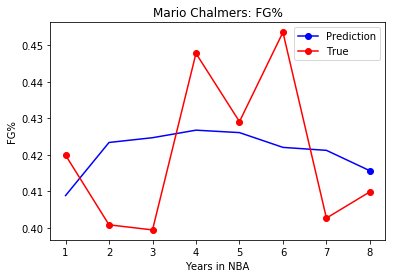 Mario Chalmers: FG%
Prediction
True
0.45
0.44
0.43
0.42
0.41
0.40
FG%
1 2 3 4 5 6 7 8
Years in NBA